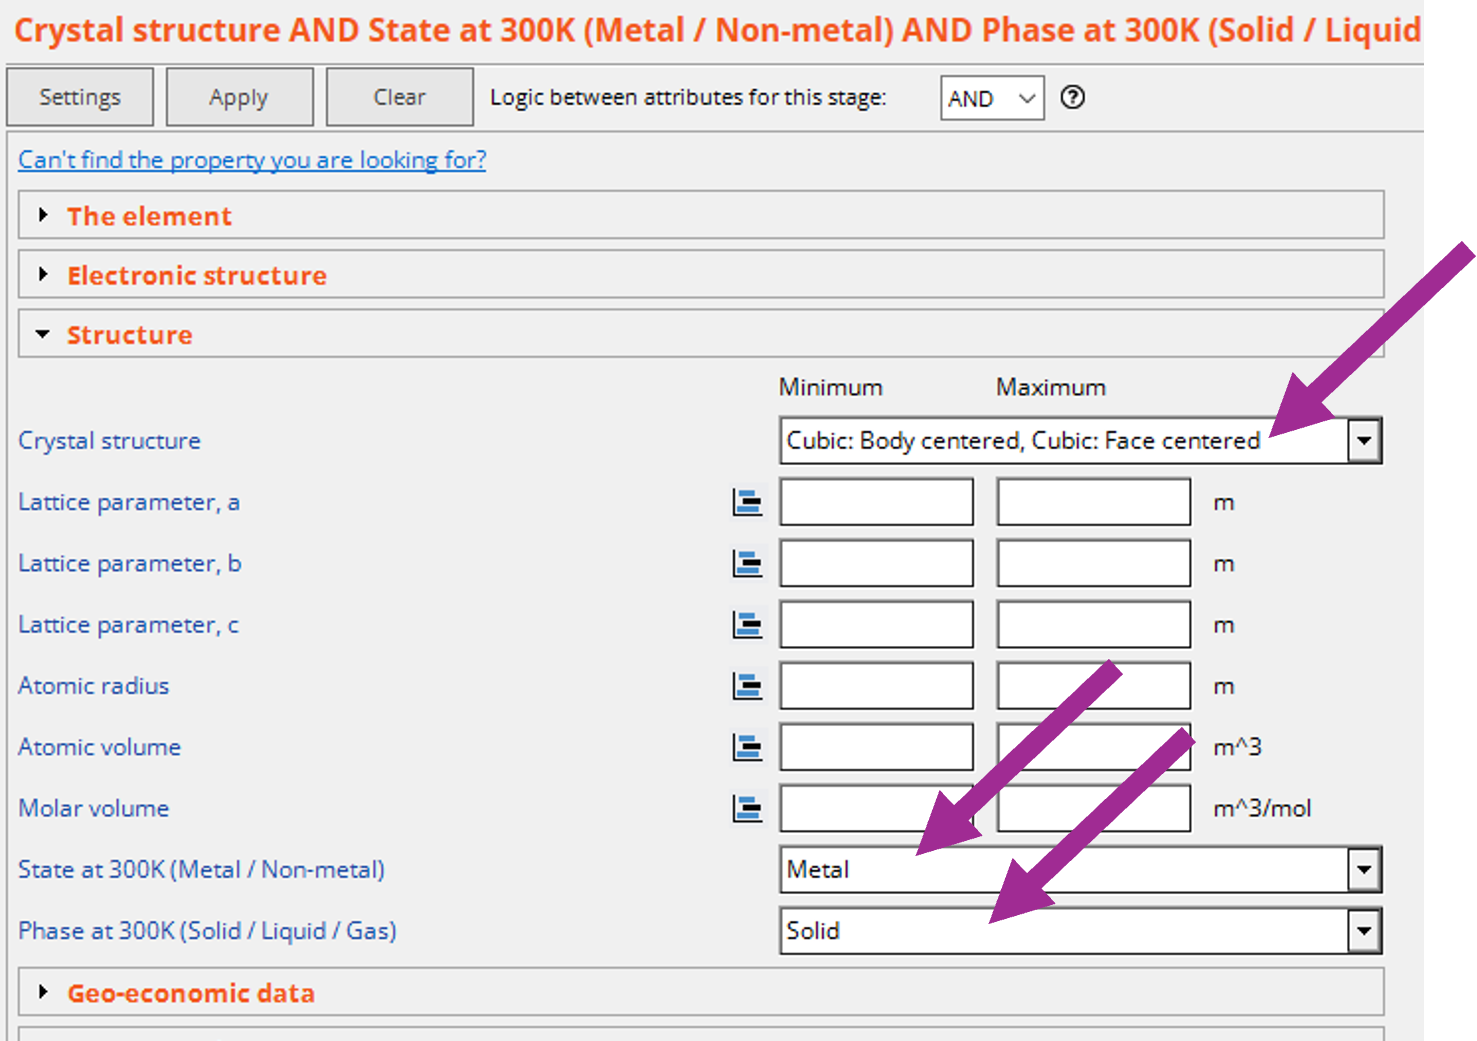 Crystal structure AND State at 300K (Metal / Non-metal) AND Phase at 300K (Solid / Liquid
Settings Apply Clear Logic between attributes for this stage: AND ?
Can't find the property you are looking for?
The element
Electronic structure
Structure
Minimum Maximum
Crystal structure Cubic: Body centered, Cubic: Face centered
Lattice parameter, a m
Lattice parameter, b m
Lattice parameter, c m
Atomic radius m
Atomic volume m^3
Molar volume m^3/mol
State at 300K (Metal / Non-metal) Metal
Phase at 300K (Solid / Liquid / Gas) Solid
Geo-economic data